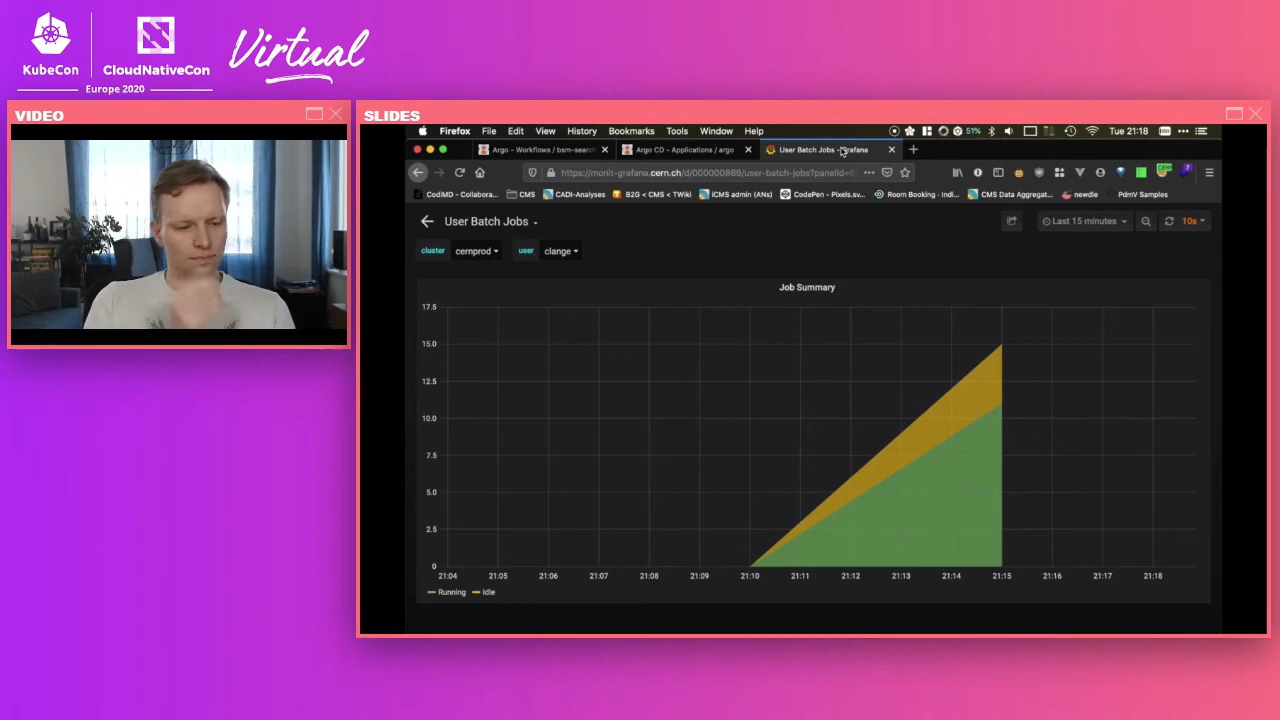 KubeCon
CloudNativeCon
Virtual
Europe 2020
VIDEO
SLIDES
Firefox File Edit View History Bookmarks Tools Window Help
51%
Tue 21:18
Argo - Workflows / bsm-search
Argo CD - Applications / argo
User Batch Jobs - Grafana
https://monit-grafana.cern.ch/d/000000869/user-batch-jobs?panelId=
CodiMD - Collabora... CMS CADI-Analyses B2G < CMS < TWiki iCMS admin (ANs) CodePen - Pixels.sv... Room Booking · Indi... CMS Data Aggregat... newdle PdmV Samples
User Batch Jobs
Last 15 minutes
10s
cluster cernprod user clange
Job Summary
17.5
15.0
12.5
10.0
7.5
5.0
2.5
0
21:04 21:05 21:06 21:07 21:08 21:09 21:10 21:11 21:12 21:13 21:14 21:15 21:16 21:17 21:18
Running Idle